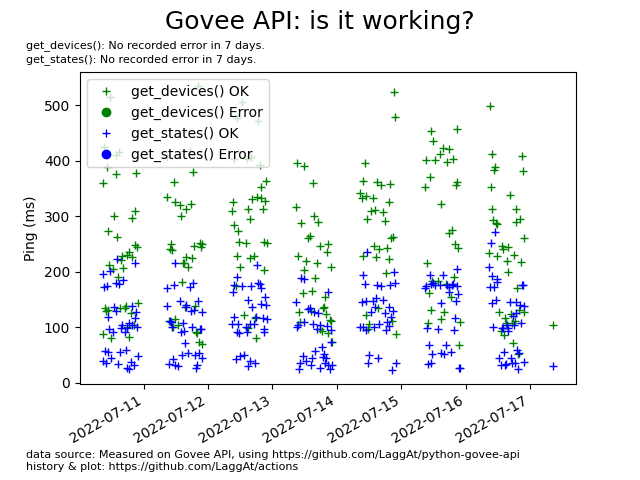 Govee API: is it working?
get_devices(): No recorded error in 7 days.
get_states(): No recorded error in 7 days.
get_devices() OK
get_devices() Error
get_states() OK
get_states() Error
Ping (ms)
500
400
300
200
100
0
2022-07-11
2022-07-12
2022-07-13
2022-07-14
2022-07-15
2022-07-16
2022-07-17
data source: Measured on Govee API, using https://github.com/LaggAt/python-govee-api
history & plot: https://github.com/LaggAt/actions